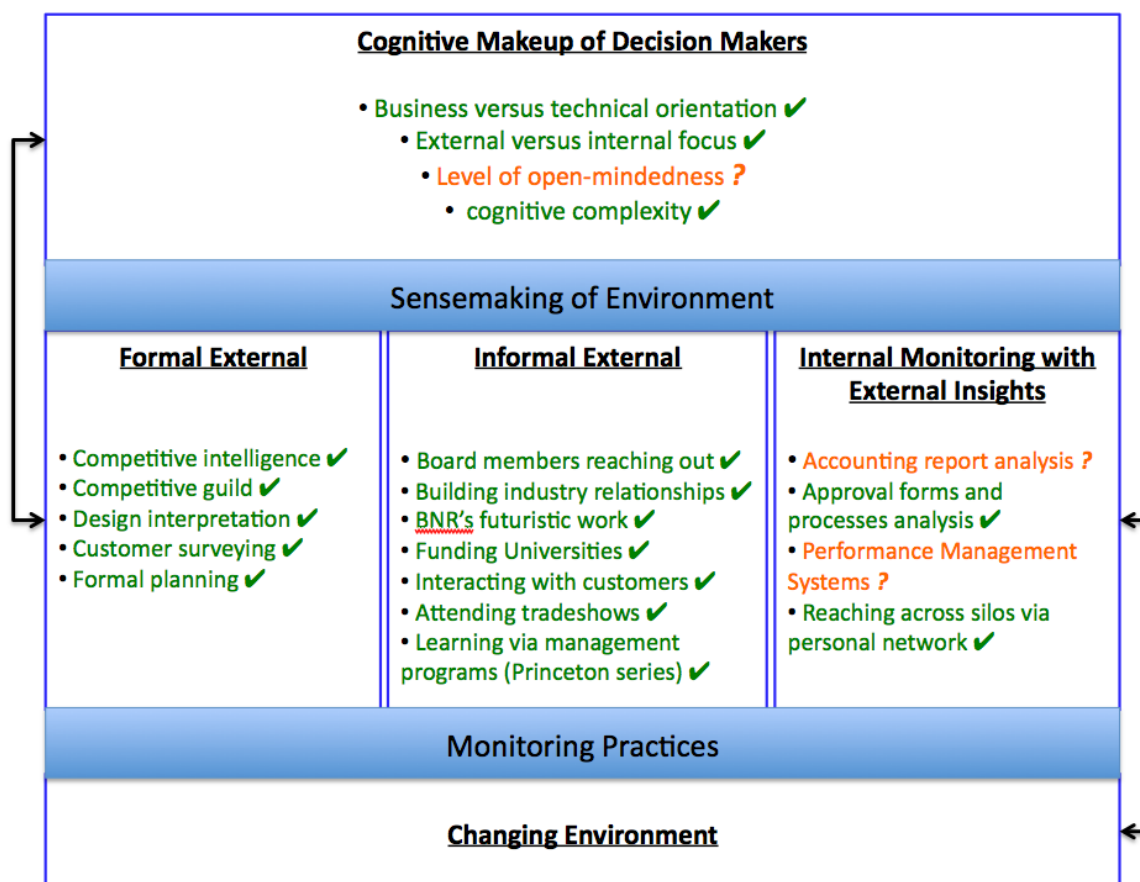 Cognitive Makeup of Decision Makers
• Business versus technical orientation ✔
• External versus internal focus ✔
• Level of open-mindedness ?
• cognitive complexity ✔
Sensemaking of Environment
Formal External
• Competitive intelligence ✔
• Competitive guild ✔
• Design interpretation ✔
• Customer surveying ✔
• Formal planning ✔
Informal External
• Board members reaching out ✔
• Building industry relationships ✔
• BNR's futuristic work ✔
• Funding Universities ✔
• Interacting with customers ✔
• Attending tradeshows ✔
• Learning via management
programs (Princeton series) ✔
Internal Monitoring with
External Insights
• Accounting report analysis ?
• Approval forms and
processes analysis ✔
• Performance Management
Systems ?
• Reaching across silos via
personal network ✔
Monitoring Practices
Changing Environment